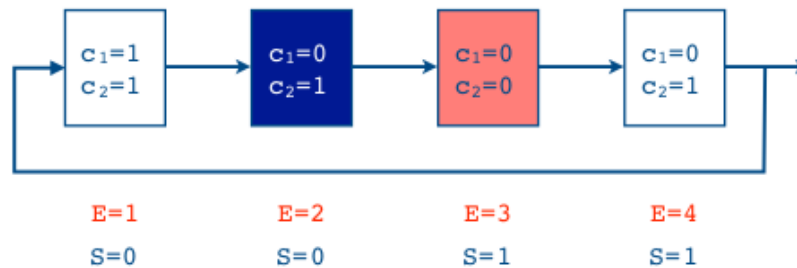 c₁=1 c₁=0 c₁=0 c₁=0
c₂=1 c₂=1 c₂=0 c₂=1
E=1 E=2 E=3 E=4
S=0 S=0 S=1 S=1